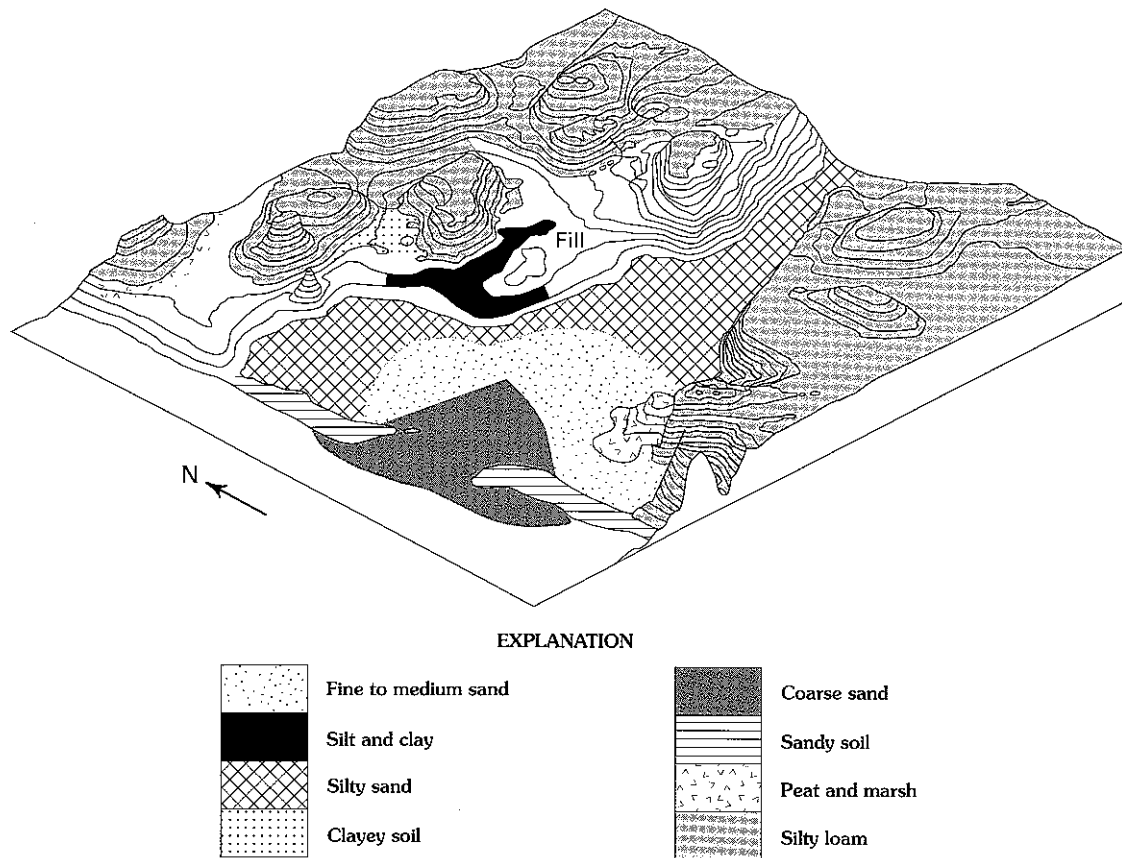 Fill
N
EXPLANATION
Fine to medium sand
Silt and clay
Silty sand
Clayey soil
Coarse sand
Sandy soil
Peat and marsh
Silty loam